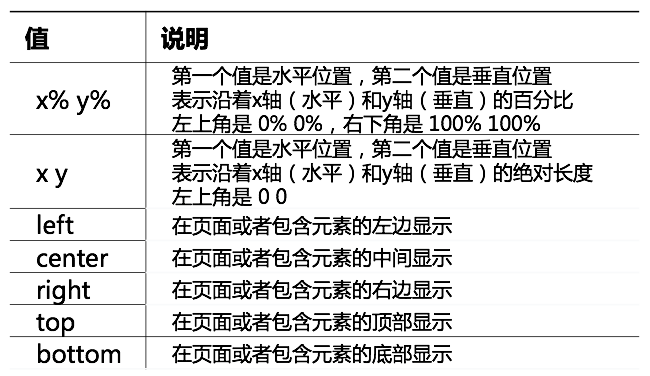 值 说明
第一个值是水平位置，第二个值是垂直位置
x% y% 表示沿着x轴（水平）和y轴（垂直）的百分比
左上角是 0% 0%，右下角是 100% 100%
第一个值是水平位置，第二个值是垂直位置
x y 表示沿着x轴（水平）和y轴（垂直）的绝对长度
左上角是 0 0
left 在页面或者包含元素的左边显示
center 在页面或者包含元素的中间显示
right 在页面或者包含元素的右边显示
top 在页面或者包含元素的顶部显示
bottom 在页面或者包含元素的底部显示